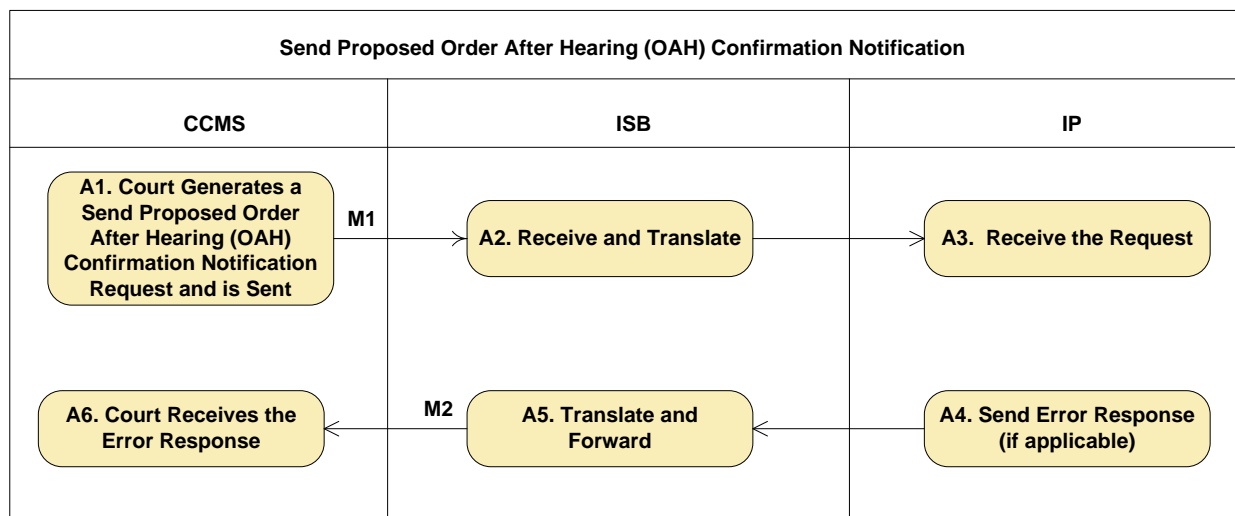 Send Proposed Order After Hearing (OAH) Confirmation Notification
CCMS
ISB
IP
A1. Court Generates a
Send Proposed Order
After Hearing (OAH)
Confirmation Notification
Request and is Sent
M1
A2. Receive and Translate
A3. Receive the Request
A6. Court Receives the
Error Response
M2
A5. Translate and
Forward
A4. Send Error Response
(if applicable)